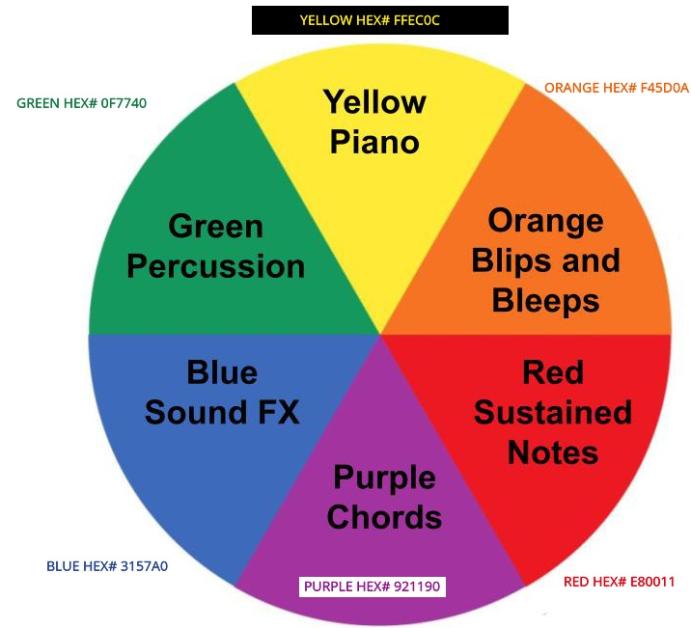 YELLOW HEX# FFEC0C
GREEN HEX# 0F7740
ORANGE HEX# F45D0A
Yellow
Piano
Green
Percussion
Orange
Blips and
Bleeps
Blue
Sound FX
Red
Sustained
Notes
Purple
Chords
BLUE HEX# 3157A0
PURPLE HEX# 921190
RED HEX# E80011